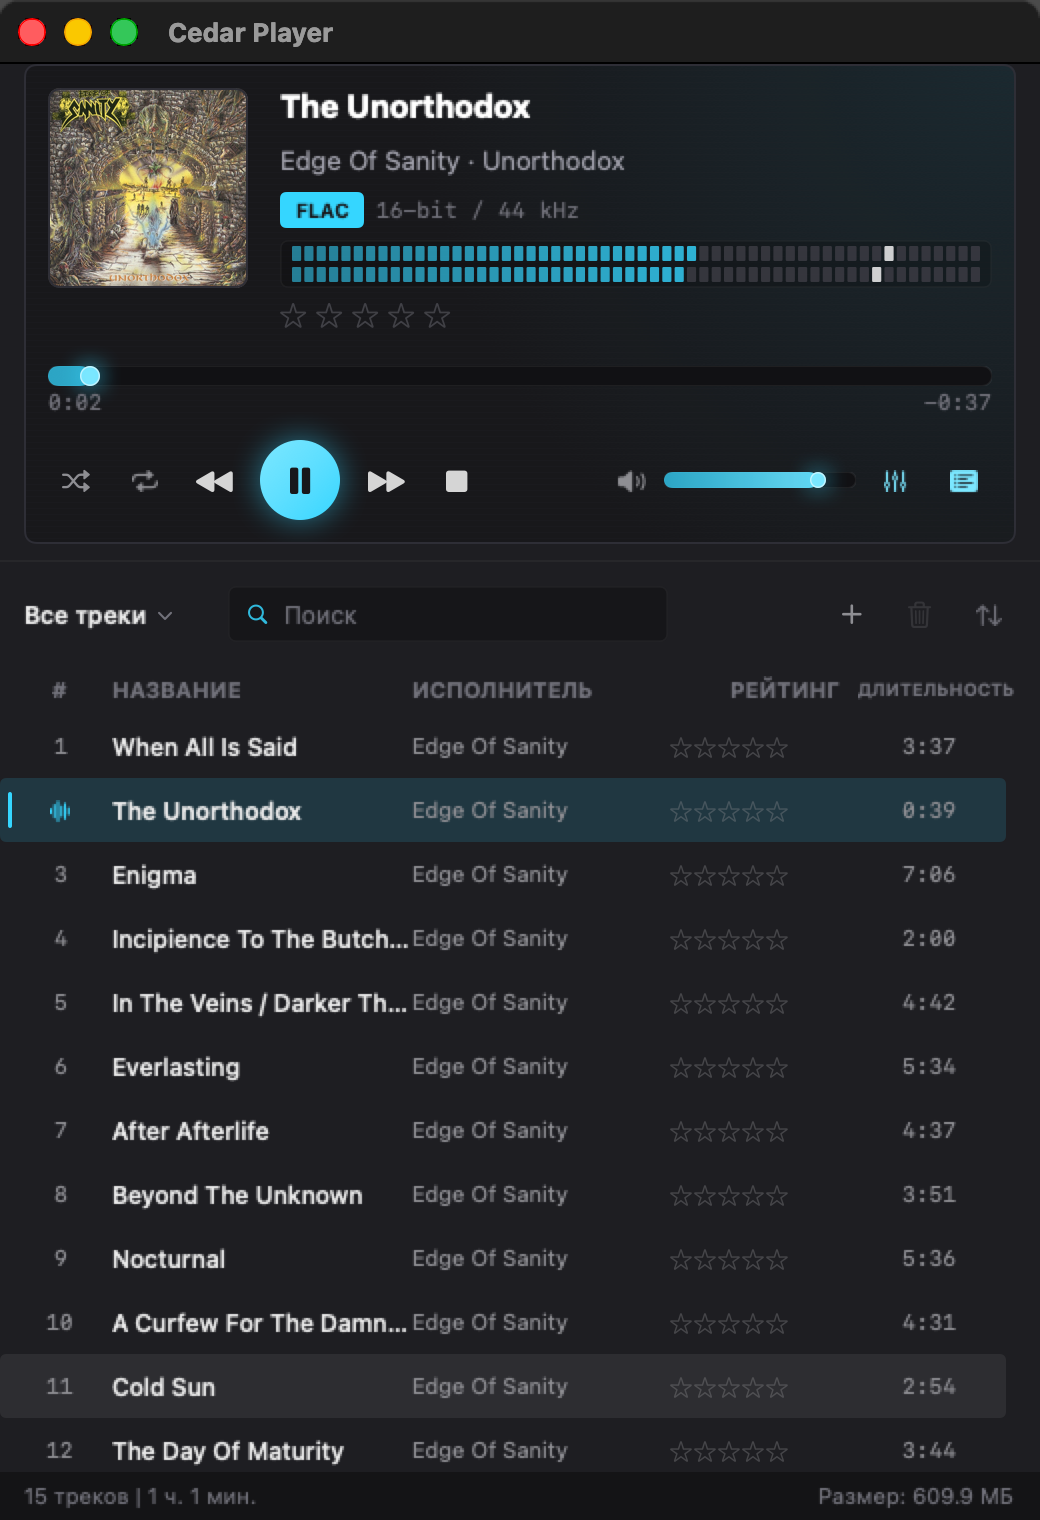 Cedar Player
SANITY
UNORTHODOX
The Unorthodox
Edge Of Sanity · Unorthodox
FLAC 16-bit / 44 kHz
0:02 -0:37
Все треки Поиск
# НАЗВАНИЕ ИСПОЛНИТЕЛЬ РЕЙТИНГ ДЛИТЕЛЬНОСТЬ
1 When All Is Said Edge Of Sanity 3:37
The Unorthodox Edge Of Sanity 0:39
3 Enigma Edge Of Sanity 7:06
4 Incipience To The Butch... Edge Of Sanity 2:00
5 In The Veins / Darker Th... Edge Of Sanity 4:42
6 Everlasting Edge Of Sanity 5:34
7 After Afterlife Edge Of Sanity 4:37
8 Beyond The Unknown Edge Of Sanity 3:51
9 Nocturnal Edge Of Sanity 5:36
10 A Curfew For The Damn... Edge Of Sanity 4:31
11 Cold Sun Edge Of Sanity 2:54
12 The Day Of Maturity Edge Of Sanity 3:44
15 треков | 1 ч. 1 мин. Размер: 609.9 МБ